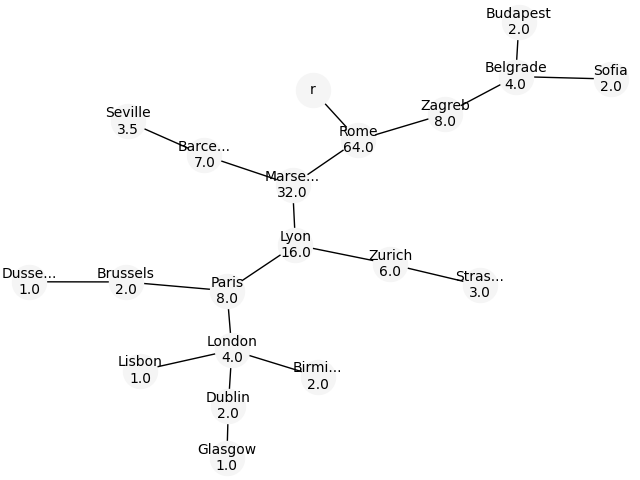 Budapest
2.0
Belgrade
4.0
Sofia
2.0
r
Zagreb
8.0
Seville
3.5
Rome
64.0
Barce...
7.0
Marse...
32.0
Lyon
16.0
Zurich
6.0
Stras...
3.0
Dusse...
1.0
Brussels
2.0
Paris
8.0
London
4.0
Lisbon
1.0
Birmi...
2.0
Dublin
2.0
Glasgow
1.0